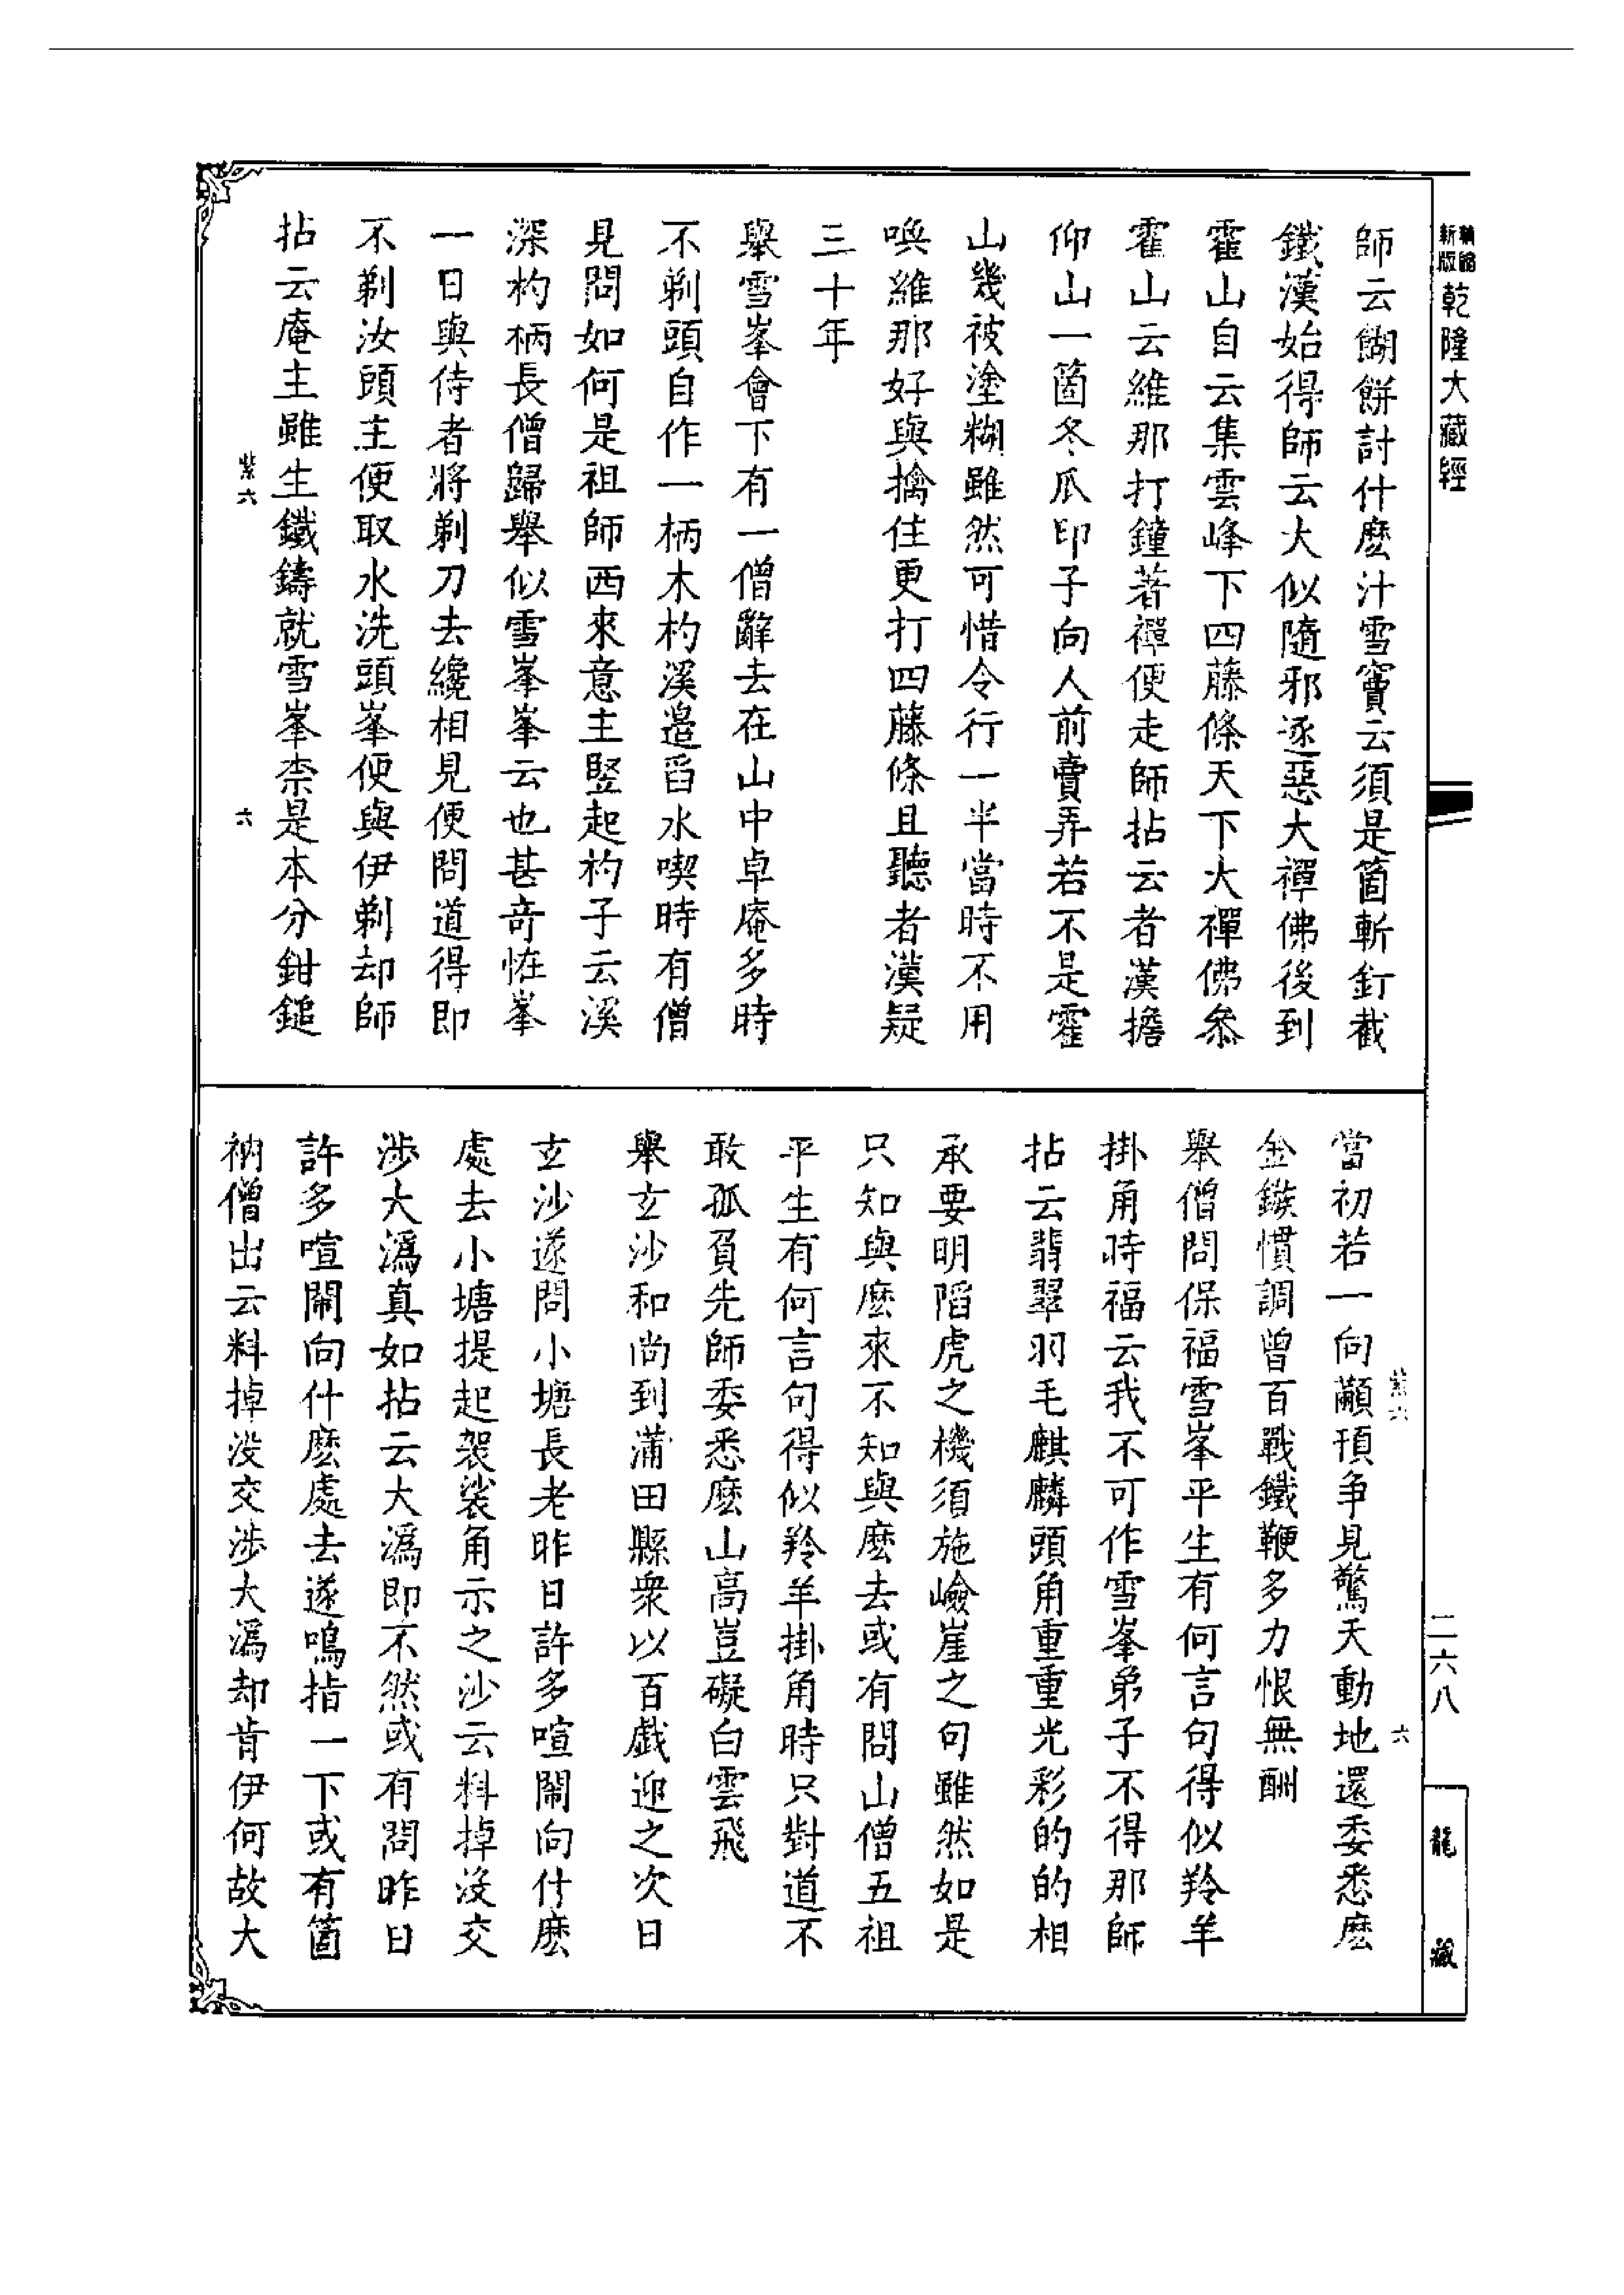 新版
精縮
乾隆大藏經
師云餬餅討什麽汁雪竇云須是箇斬釘截
鐵漢始得師云大似隨邪逐惡大禪佛後到
霍山自云集雲峰下四藤條天下大禪佛叅
霍山云維那打鐘著禪便走師拈云者漢擔
仰山一箇冬瓜印子向人前賣弄若不是霍
山幾被塗糊雖然可惜令行一半當時不用
喚維那好與擒住更打四藤條且聽者漢疑
三十年
舉雪峯會下有一僧辭去在山中卓庵多時
不剃頭自作一柄木杓溪邉舀水喫時有僧
見問如何是祖師西來意主竪起杓子云溪
深杓柄長僧歸舉似雪峯峯云也甚竒恠峯
一日與侍者將剃刀去纔相見便問道得即
不剃汝頭主便取水洗頭峯便與伊剃却師
拈云庵主雖生鐵鑄就雪峯柰是本分鉗鎚
紫六
六
當初若一向顢頇争見驚天動地還委悉麽
金鏃慣調曾百戰鐵鞭多力恨無酬
舉僧問保福雪峯平生有何言句得似羚羊
掛角時福云我不可作雪峯弟子不得那師
拈云翡翠羽毛麒麟頭角重重光彩的的相
承要明陷虎之機須施嶮崖之句雖然如是
只知與麽來不知與麽去或有問山僧五祖
平生有何言句得似羚羊掛角時只對道不
敢孤負先師委悉麽山高豈礙白雲飛
舉玄沙和尚到蒲田縣衆以百戲迎之次日
玄沙遂問小塘長老昨日許多喧鬧向什麽
處去小塘提起袈裟角示之沙云料掉没交
涉大潙真如拈云大潙即不然或有問昨日
許多喧鬧向什麽處去遂鳴指一下或有箇
衲僧出云料掉没交涉大潙却肯伊何故大
紫六
六
二六八
龍藏